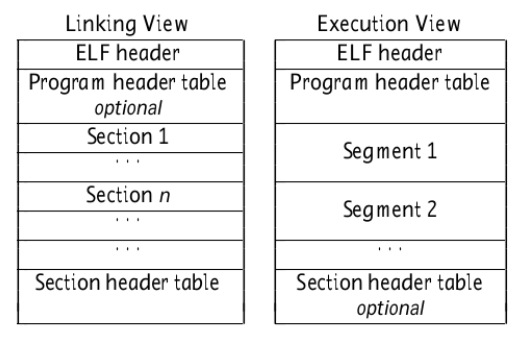 Linking View
ELF header
Program header table
optional
Section 1
. . .
Section n
. . .
. . .
Section header table
Execution View
ELF header
Program header table
Segment 1
Segment 2
. . .
Section header table
optional